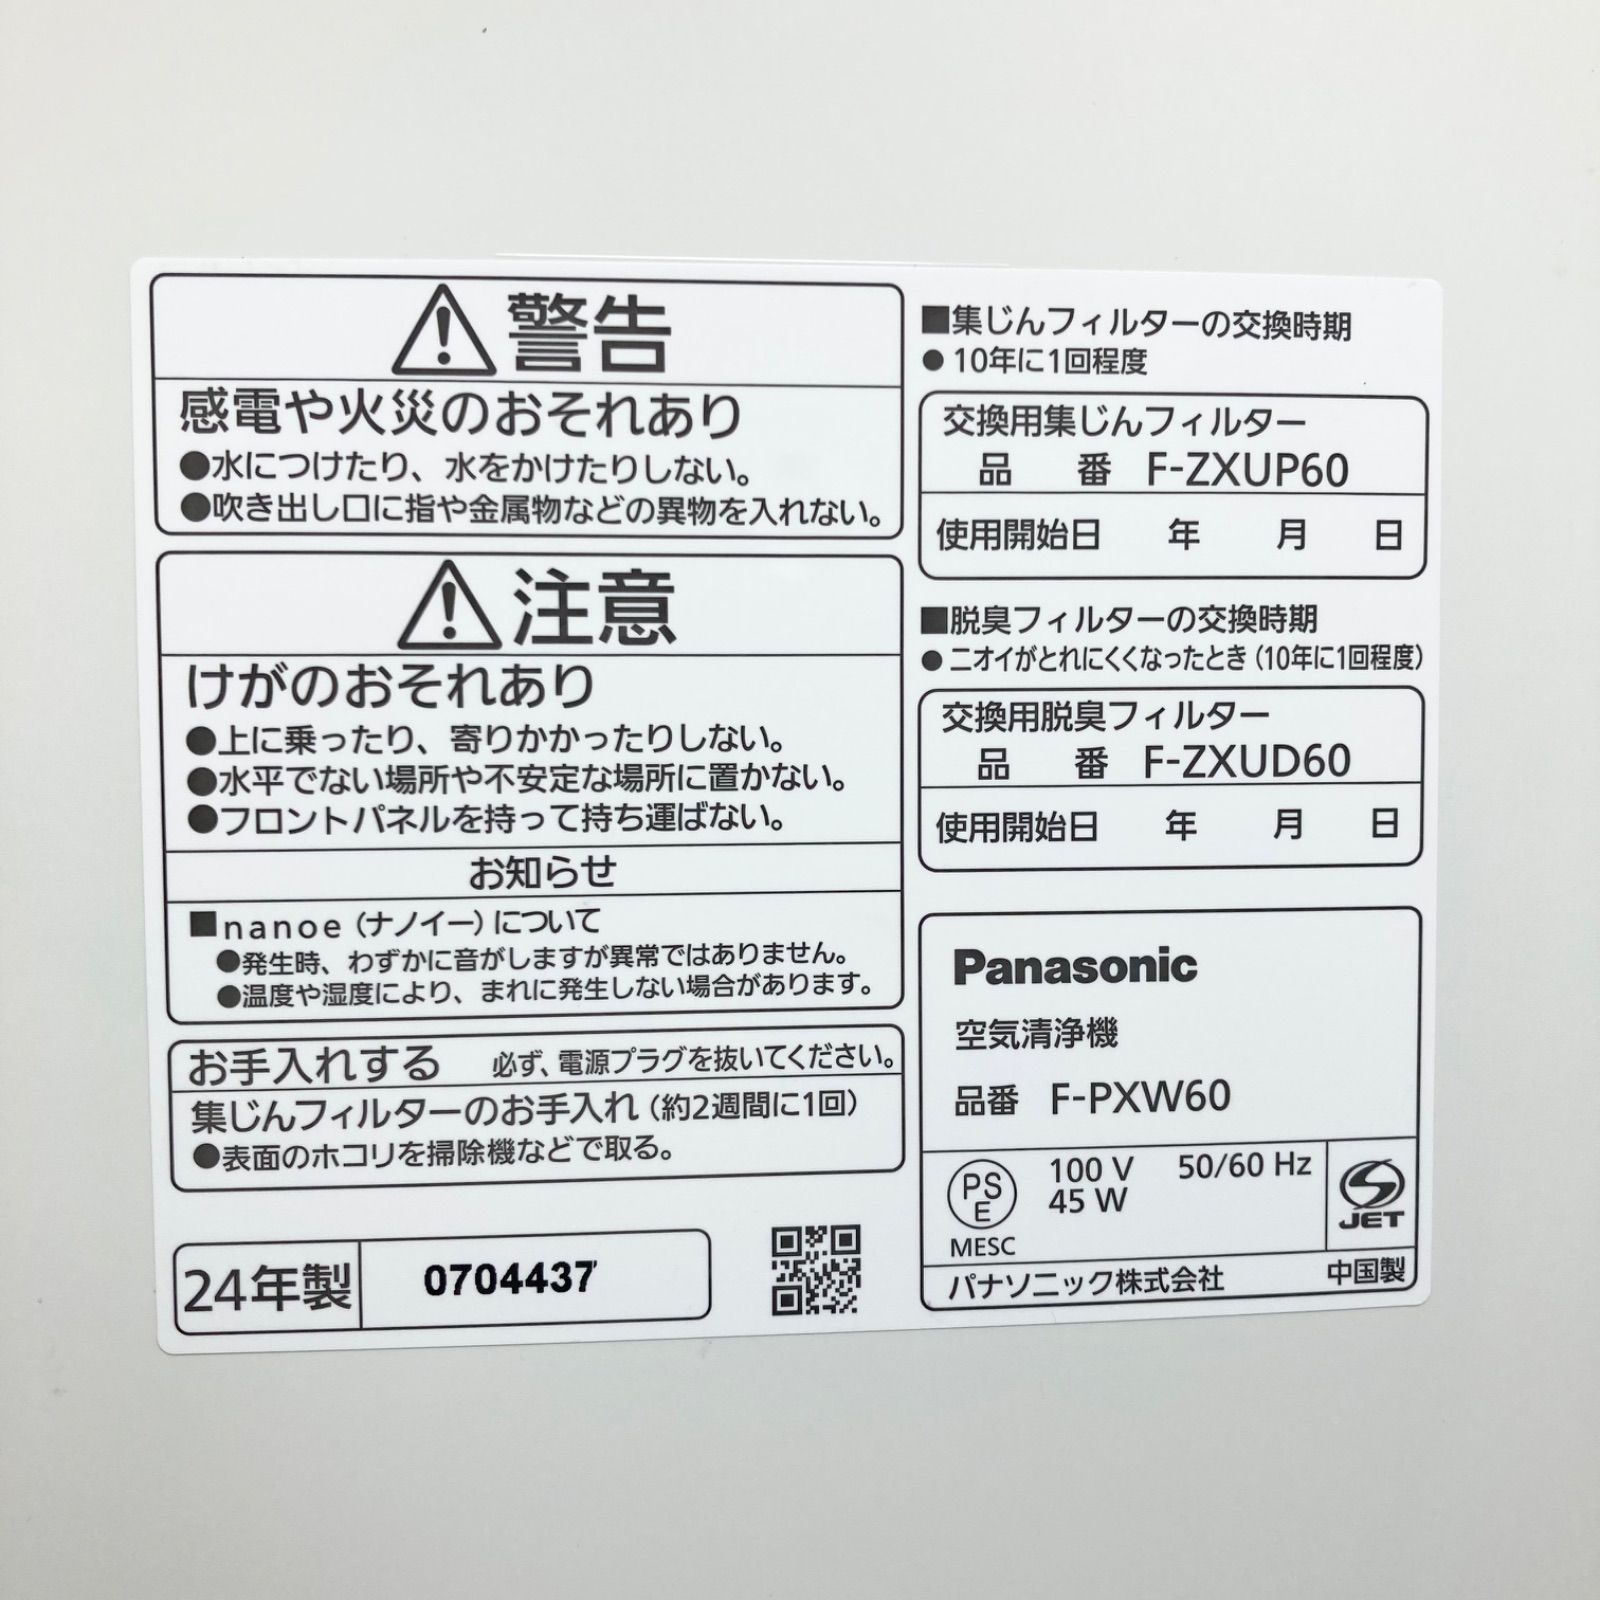 警告
感電や火災のおそれあり
●水につけたり、水をかけたりしない。
●吹き出し口に指や金属物などの異物を入れない。
注意
けがのおそれあり
●上に乗ったり、寄りかかったりしない。
●水平でない場所や不安定な場所に置かない。
●フロントパネルを持って持ち運ばない。
お知らせ
■nanoe(ナノイー)について
●発生時、わずかに音がしますが異常ではありません。
●温度や湿度により、まれに発生しない場合があります。
お手入れする 必ず、電源プラグを抜いてください。
集じんフィルターのお手入れ(約2週間に1回)
●表面のホコリを掃除機などで取る。
24年製 0704437
■集じんフィルターの交換時期
●10年に1回程度
交換用集じんフィルター
品番 F-ZXUP60
使用開始日 年 月 日
■脱臭フィルターの交換時期
●ニオイがとれにくくなったとき(10年に1回程度)
交換用脱臭フィルター
品番 F-ZXUD60
使用開始日 年 月 日
Panasonic
空気清浄機
品番 F-PXW60
PS
E
MESC
100 V 50/60 Hz
45 W
JET
パナソニック株式会社 中国製